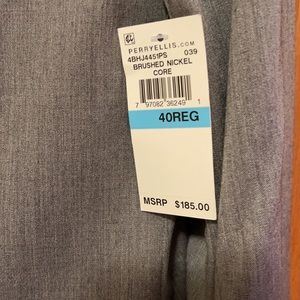 PERRYELLIS.COM
4BHJ4451PS 039
BRUSHED NICKEL
CORE
7 97082 36249 1
40REG
MSRP $185.00